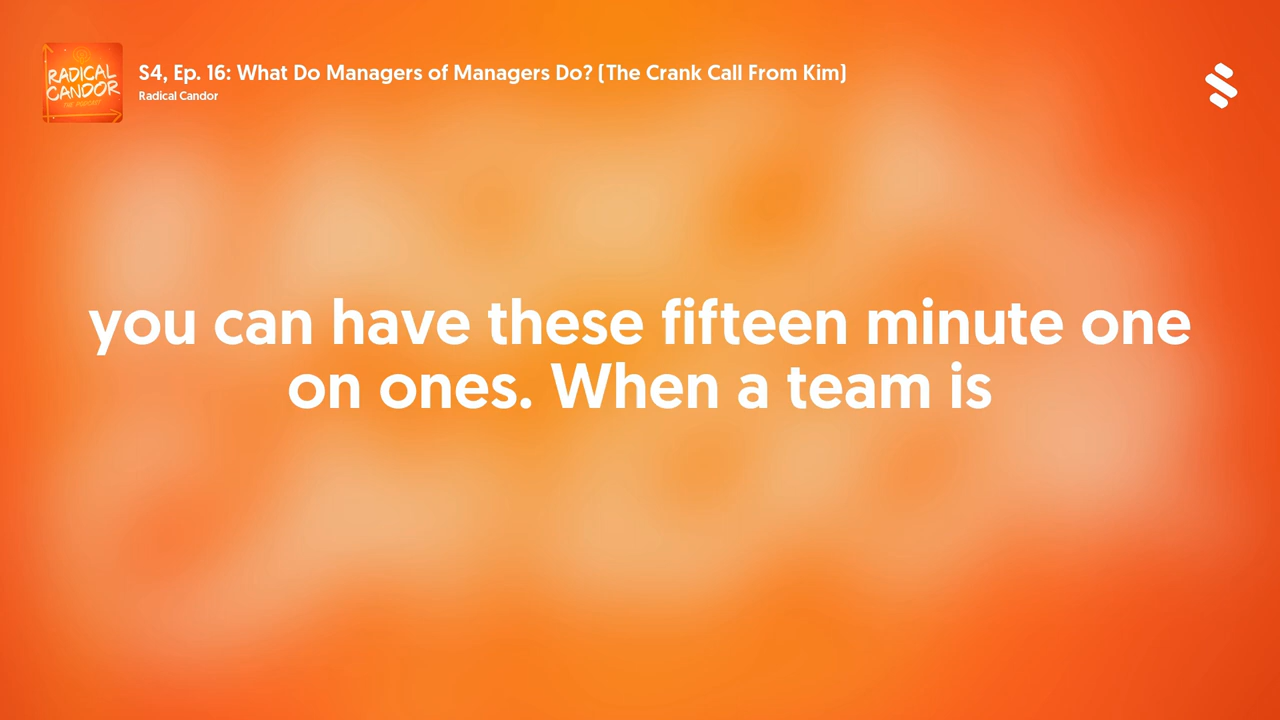 RADICAL
CANDOR
S4, Ep. 16: What Do Managers of Managers Do? (The Crank Call From Kim)
Radical Candor
you can have these fifteen minute one
on ones. When a team is